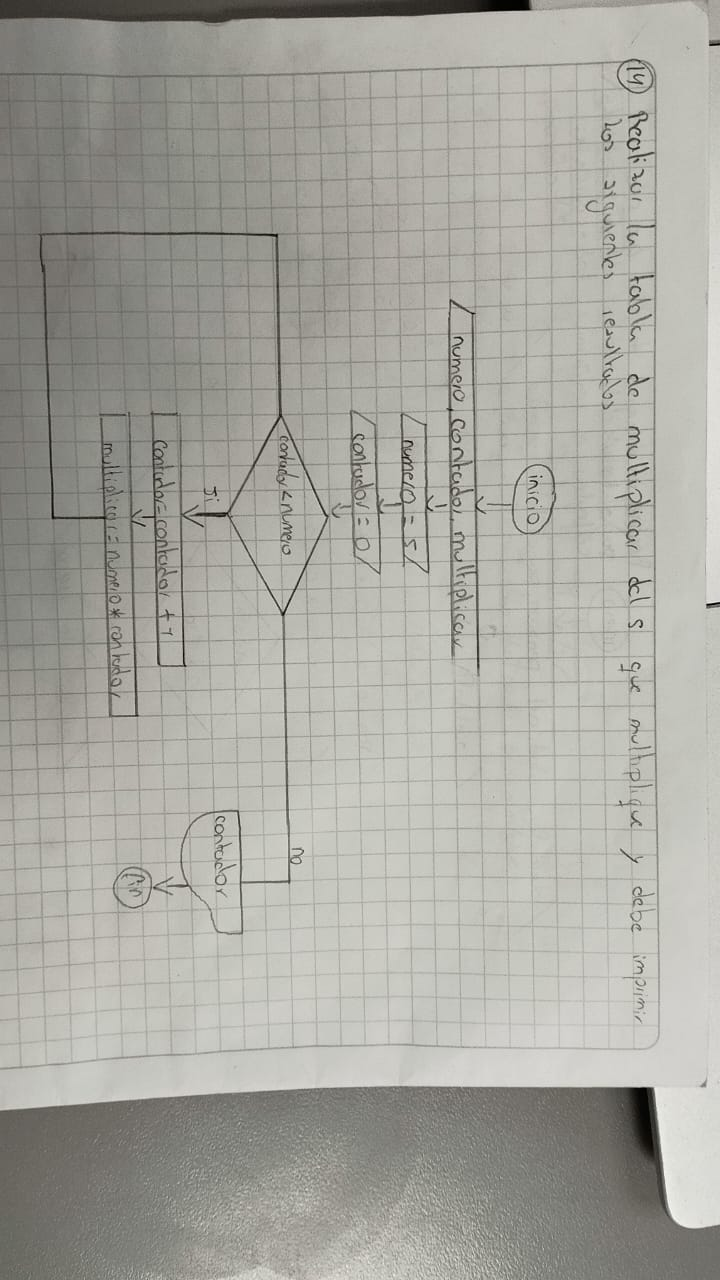 14 Realizar la tabla de multiplicar del 5 que multiplique y debe imprimir
los siguientes resultados
inicio
numero, contador, multiplicar
numero = 5
contador = 0
contador < numero
no
Si
contador = contador + 1
multiplicar = numero * contador
contador
fin